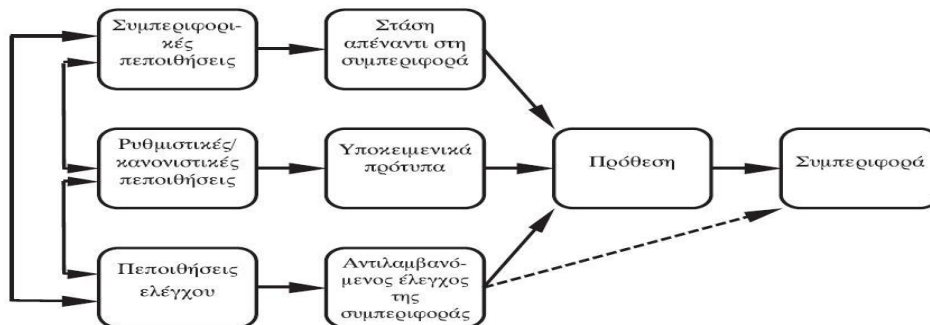 Συμπεριφορι-
κές
πεποιθήσεις
Στάση
απέναντι στη
συμπεριφορά
Ρυθμιστικές/
κανονιστικές
πεποιθήσεις
Υποκειμενικά
πρότυπα
Πρόθεση
Συμπεριφορά
Πεποιθήσεις
ελέγχου
Αντιλαμβανό-
μενος έλεγχος
της
συμπεριφοράς